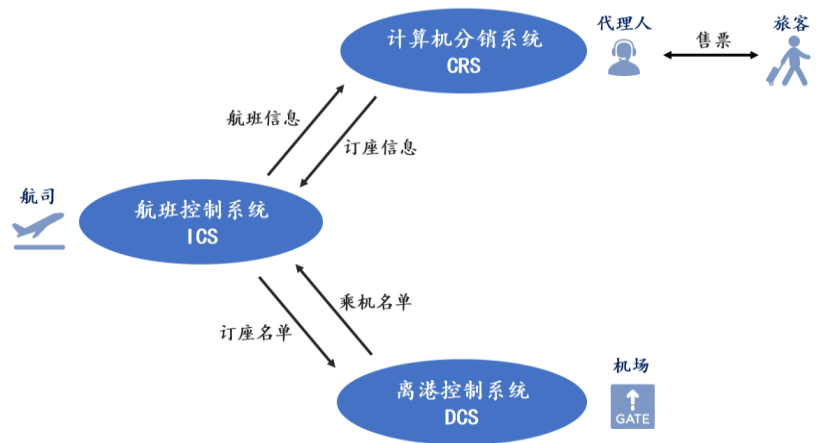 计算机分销系统
CRS
代理人
旅客
售票
航班信息
订座信息
航司
航班控制系统
ICS
订座名单
乘机名单
离港控制系统
DCS
机场
GATE